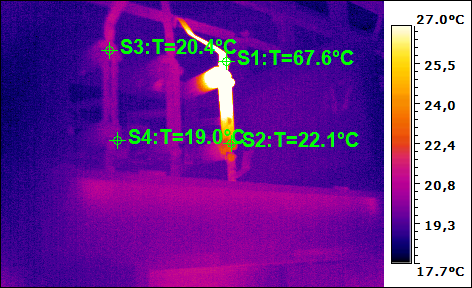 27.0°C
S3:T=20.4°C
S1:T=67.6°C
25,5
24,0
S4:T=19.0°C
S2:T=22.1°C
22,4
20,8
19,3
17.7°C